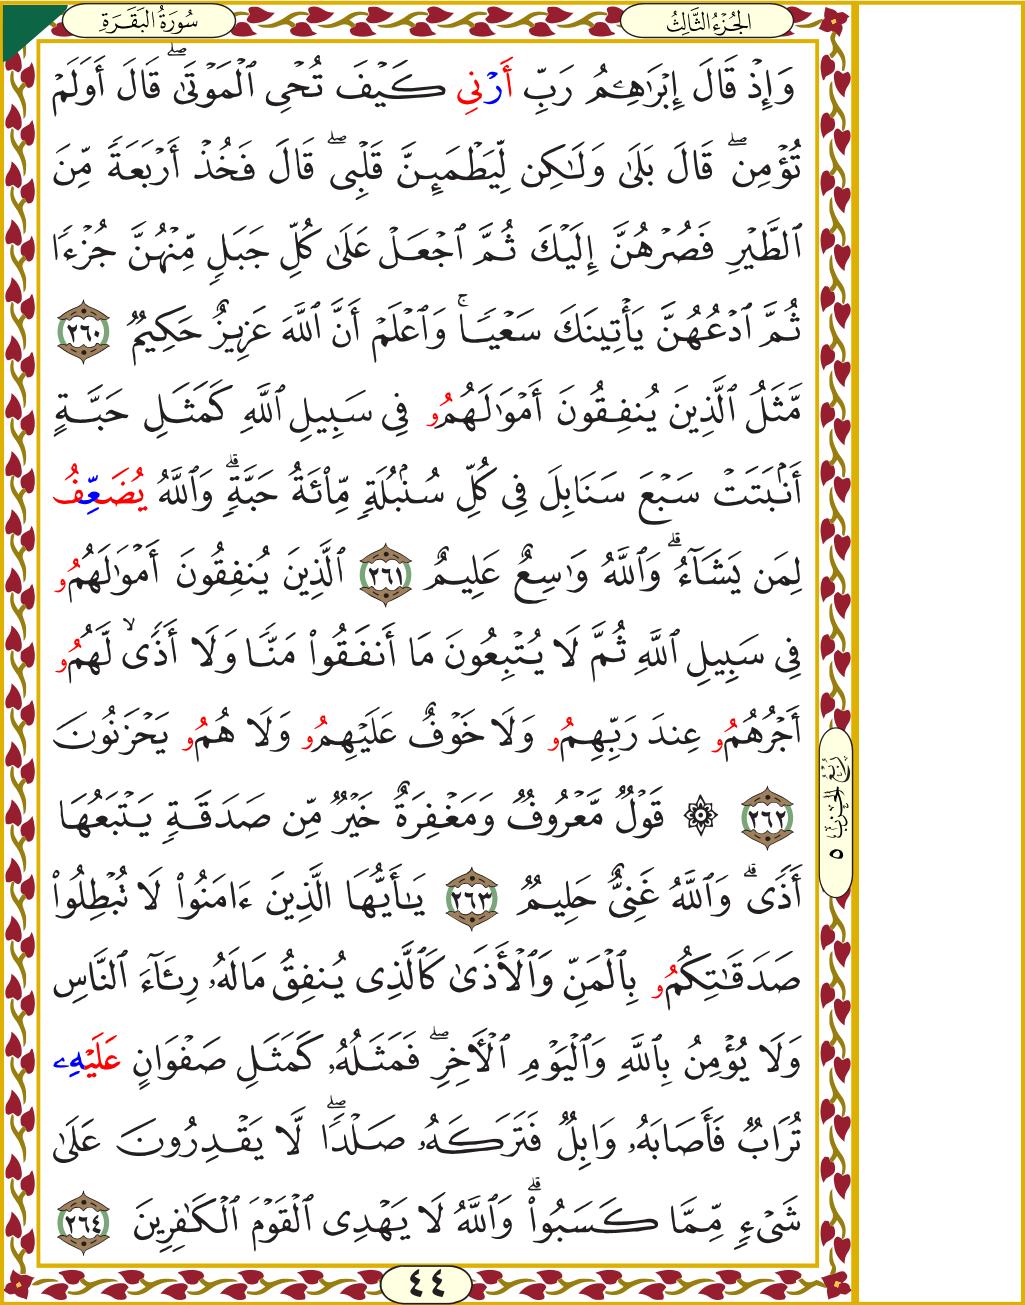 الجُزْءُ الثَّالِثُ
سُورَةُ البَقَرَةِ
وَإِذْ قَالَ إِبْرَٰهِـۧمُ رَبِّ أَرْنِي كَيْفَ تُحْيِ ٱلْمَوْتَىٰۖ قَالَ أَوَلَمْ
تُؤْمِنۖ قَالَ بَلَىٰ وَلَٰكِن لِّيَطْمَئِنَّ قَلْبِيۖ قَالَ فَخُذْ أَرْبَعَةً مِّنَ
ٱلطَّيْرِ فَصُرْهُنَّ إِلَيْكَ ثُمَّ ٱجْعَلْ عَلَىٰ كُلِّ جَبَلٍ مِّنْهُنَّ جُزْءًا
ثُمَّ ٱدْعُهُنَّ يَأْتِينَكَ سَعْيًاۚ وَٱعْلَمْ أَنَّ ٱللَّهَ عَزِيزٌ حَكِيمٌ ٢٦٠
مَّثَلُ ٱلَّذِينَ يُنفِقُونَ أَمْوَٰلَهُمُو فِي سَبِيلِ ٱللَّهِ كَمَثَلِ حَبَّةٍ
أَنۢبَتَتْ سَبْعَ سَنَابِلَ فِي كُلِّ سُنۢبُلَةٍ مِّاْئَةُ حَبَّةٍۗ وَٱللَّهُ يُضَعِّفُ
لِمَن يَشَآءُۗ وَٱللَّهُ وَٰسِعٌ عَلِيمٌ ٢٦١ ٱلَّذِينَ يُنفِقُونَ أَمْوَٰلَهُمُو
فِي سَبِيلِ ٱللَّهِ ثُمَّ لَا يُتْبِعُونَ مَا أَنفَقُواْ مَنًّا وَلَا أَذًىۙ لَّهُمُو
أَجْرُهُمُو عِندَ رَبِّهِمُو وَلَا خَوْفٌ عَلَيْهِمُو وَلَا هُمُو يَحْزَنُونَ
٢٦٢ ۞ قَوْلٌ مَّعْرُوفٌ وَمَغْفِرَةٌ خَيْرٌ مِّن صَدَقَةٍ يَتْبَعُهَا
أَذًىۗ وَٱللَّهُ غَنِيٌّ حَلِيمٌ ٢٦٣ يَٰأَيُّهَا ٱلَّذِينَ ءَامَنُواْ لَا تُبْطِلُواْ
صَدَقَٰتِكُمُو بِٱلْمَنِّ وَٱلْأَذَىٰ كَٱلَّذِي يُنفِقُ مَالَهُۥ رِئَآءَ ٱلنَّاسِ
وَلَا يُؤْمِنُ بِٱللَّهِ وَٱلْيَوْمِ ٱلْأَخِرِۖ فَمَثَلُهُۥ كَمَثَلِ صَفْوَانٍ عَلَيْهِۦ
تُرَابٌ فَأَصَابَهُۥ وَابِلٌ فَتَرَكَهُۥ صَلْدًاۖ لَّا يَقْدِرُونَ عَلَىٰ
شَيْءٍ مِّمَّا كَسَبُواْۗ وَٱللَّهُ لَا يَهْدِي ٱلْقَوْمَ ٱلْكَٰفِرِينَ ٢٦٤
رُبْعُ الحِزْبِ ٥
٤٤